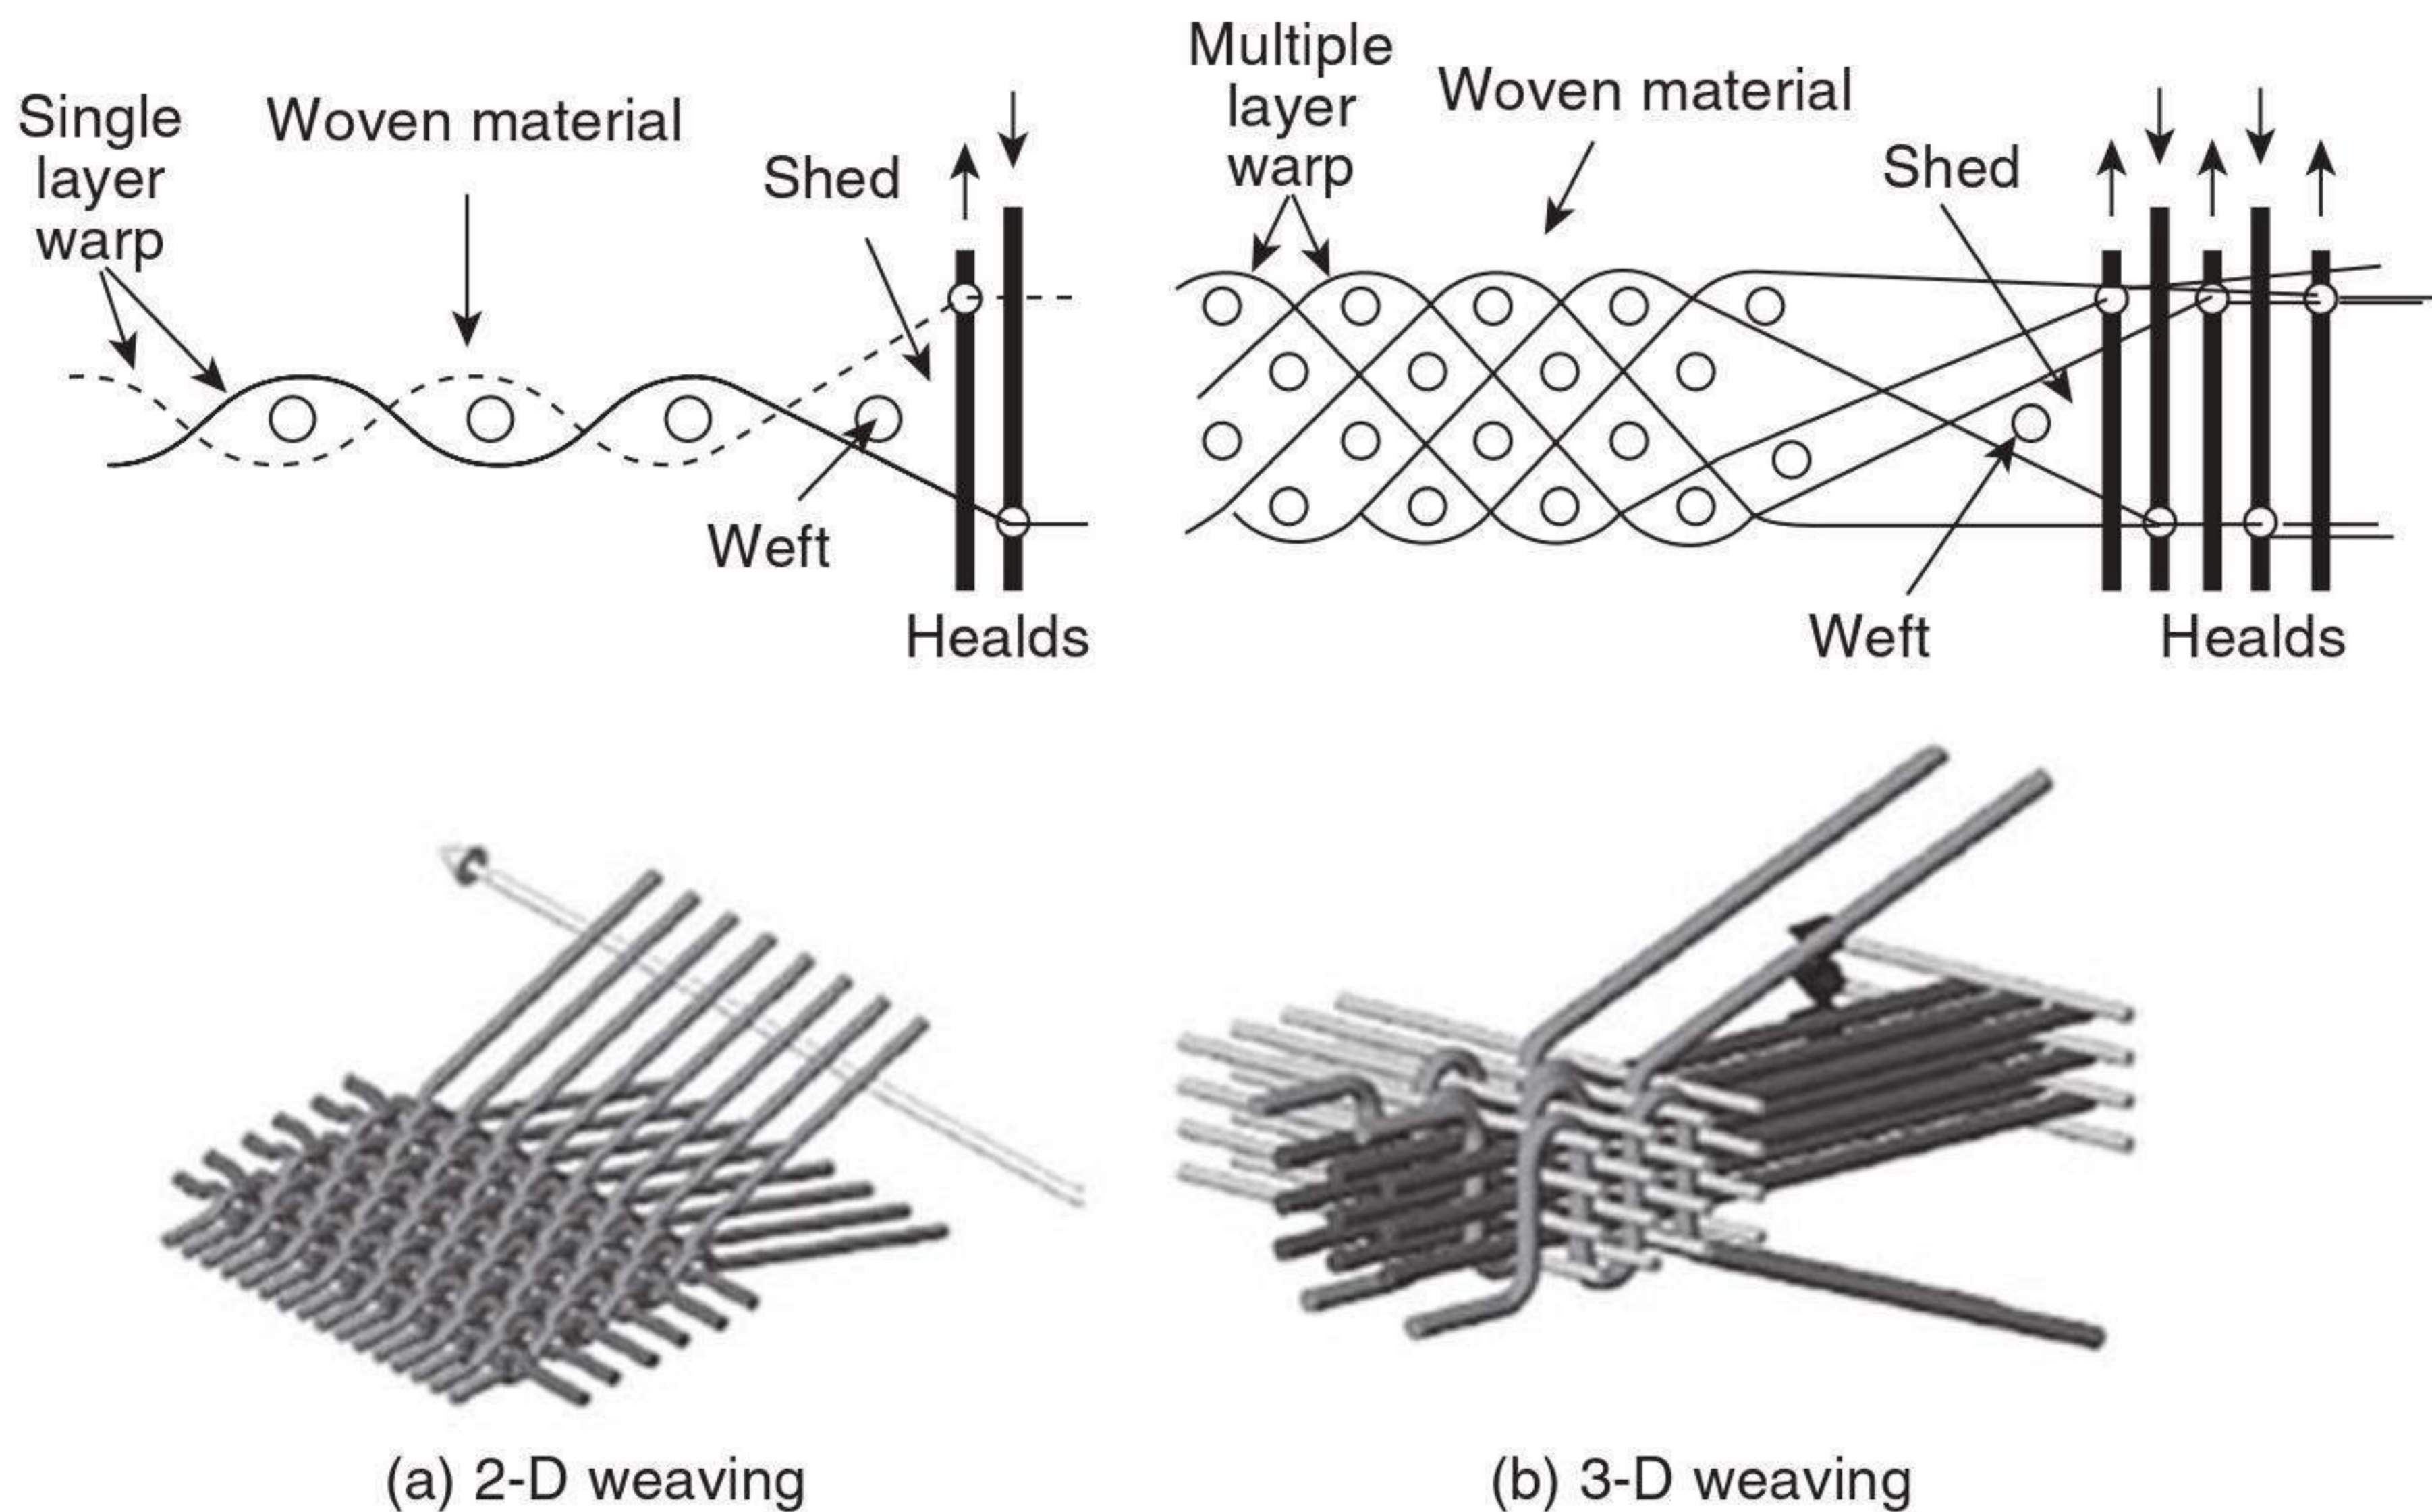 Single
layer
warp
Woven material
Shed
Weft
Healds
Multiple
layer
warp
Woven material
Shed
Weft
Healds
(a) 2-D weaving
(b) 3-D weaving